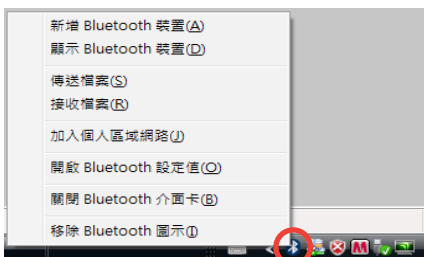 新增 Bluetooth 裝置(A)
顯示 Bluetooth 裝置(D)
傳送檔案(S)
接收檔案(R)
加入個人區域網路(J)
開啟 Bluetooth 設定值(O)
關閉 Bluetooth 介面卡(B)
移除 Bluetooth 圖示(I)